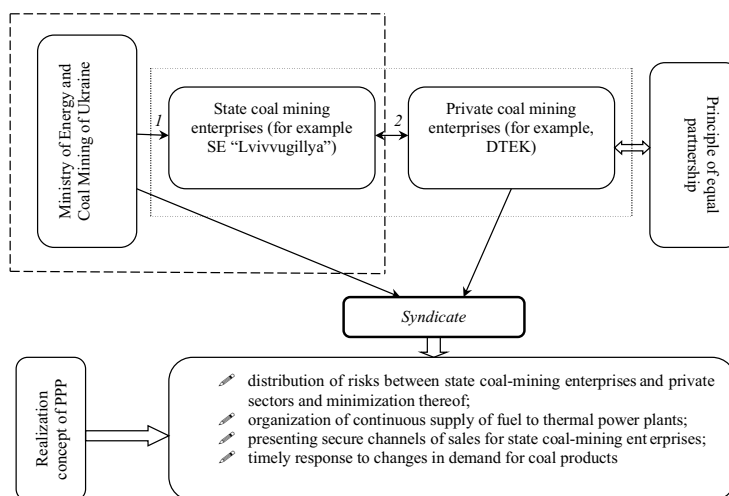 Ministry of Energy and
Coal Mining of Ukraine
1
State coal mining
enterprises (for example
SE “Lvivvugillya”)
2
Private coal mining
enterprises (for example,
DTEK)
Principle of equal
partnership
Syndicate
Realization
concept of PPP
distribution of risks between state coal-mining enterprises and private
sectors and minimization thereof;
organization of continuous supply of fuel to thermal power plants;
presenting secure channels of sales for state coal-mining enterprises;
timely response to changes in demand for coal products